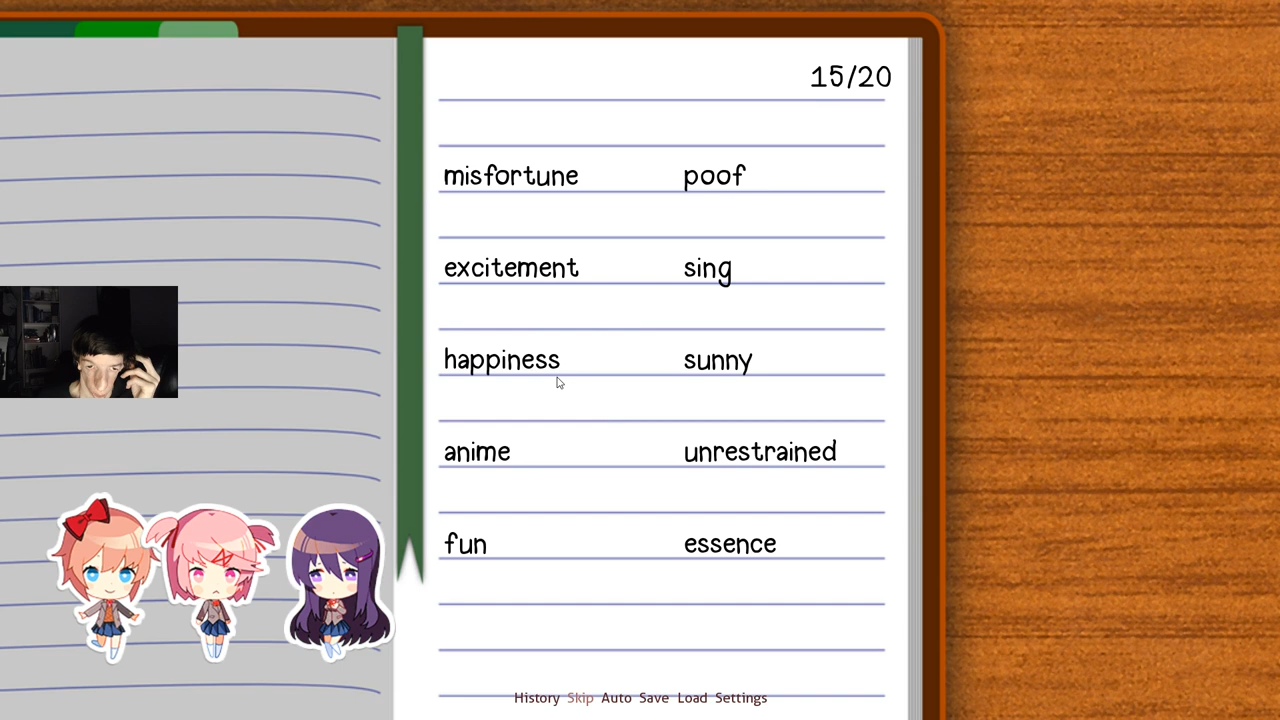 15/20
misfortune poof
excitement sing
happiness sunny
anime unrestrained
fun essence
History Skip Auto Save Load Settings